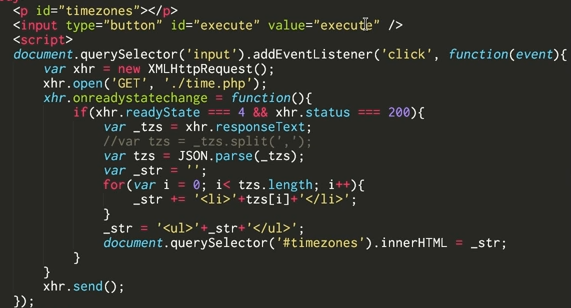 <p id="timezones"></p>
<input type="button" id="execute" value="execute" />
<script>
document.querySelector('input').addEventListener('click', function(event){
    var xhr = new XMLHttpRequest();
    xhr.open('GET', './time.php');
    xhr.onreadystatechange = function(){
        if(xhr.readyState === 4 && xhr.status === 200){
            var _tzs = xhr.responseText;
            //var tzs = _tzs.split(',');
            var tzs = JSON.parse(_tzs);
            var _str = '';
            for(var i = 0; i< tzs.length; i++){
                _str += '<li>'+tzs[i]+'</li>';
            }
            _str = '<ul>'+_str+'</ul>';
            document.querySelector('#timezones').innerHTML = _str;
        }
    }
    xhr.send();
});